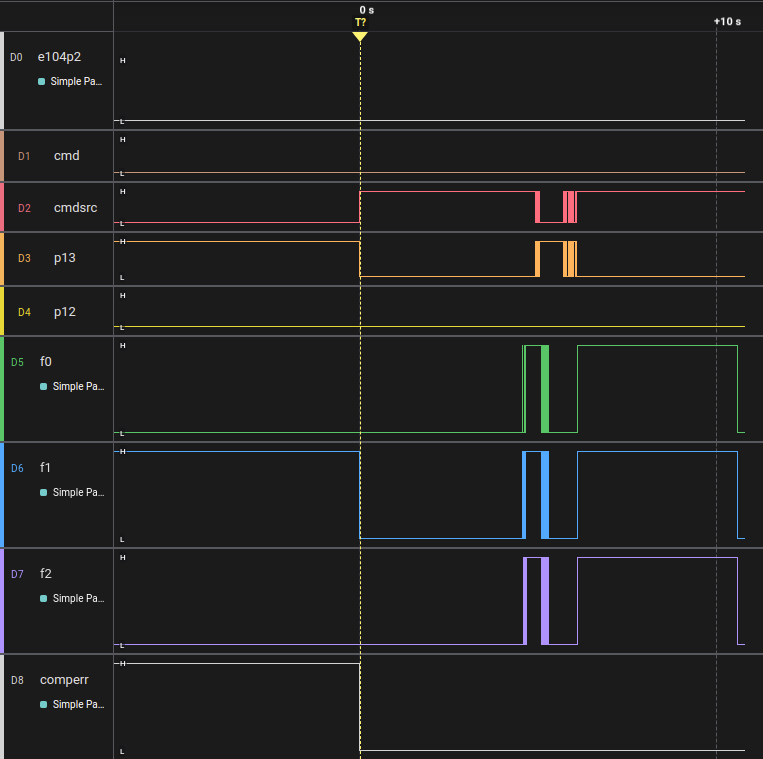 0 s
T?
+10 s
D0 e104p2
H
Simple Pa...
L
H
D1 cmd
L
H
D2 cmdsrc
L
H
D3 p13
L
H
D4 p12
L
H
D5 f0
Simple Pa...
L
H
D6 f1
Simple Pa...
L
H
D7 f2
Simple Pa...
L
H
D8 comperr
Simple Pa...
L